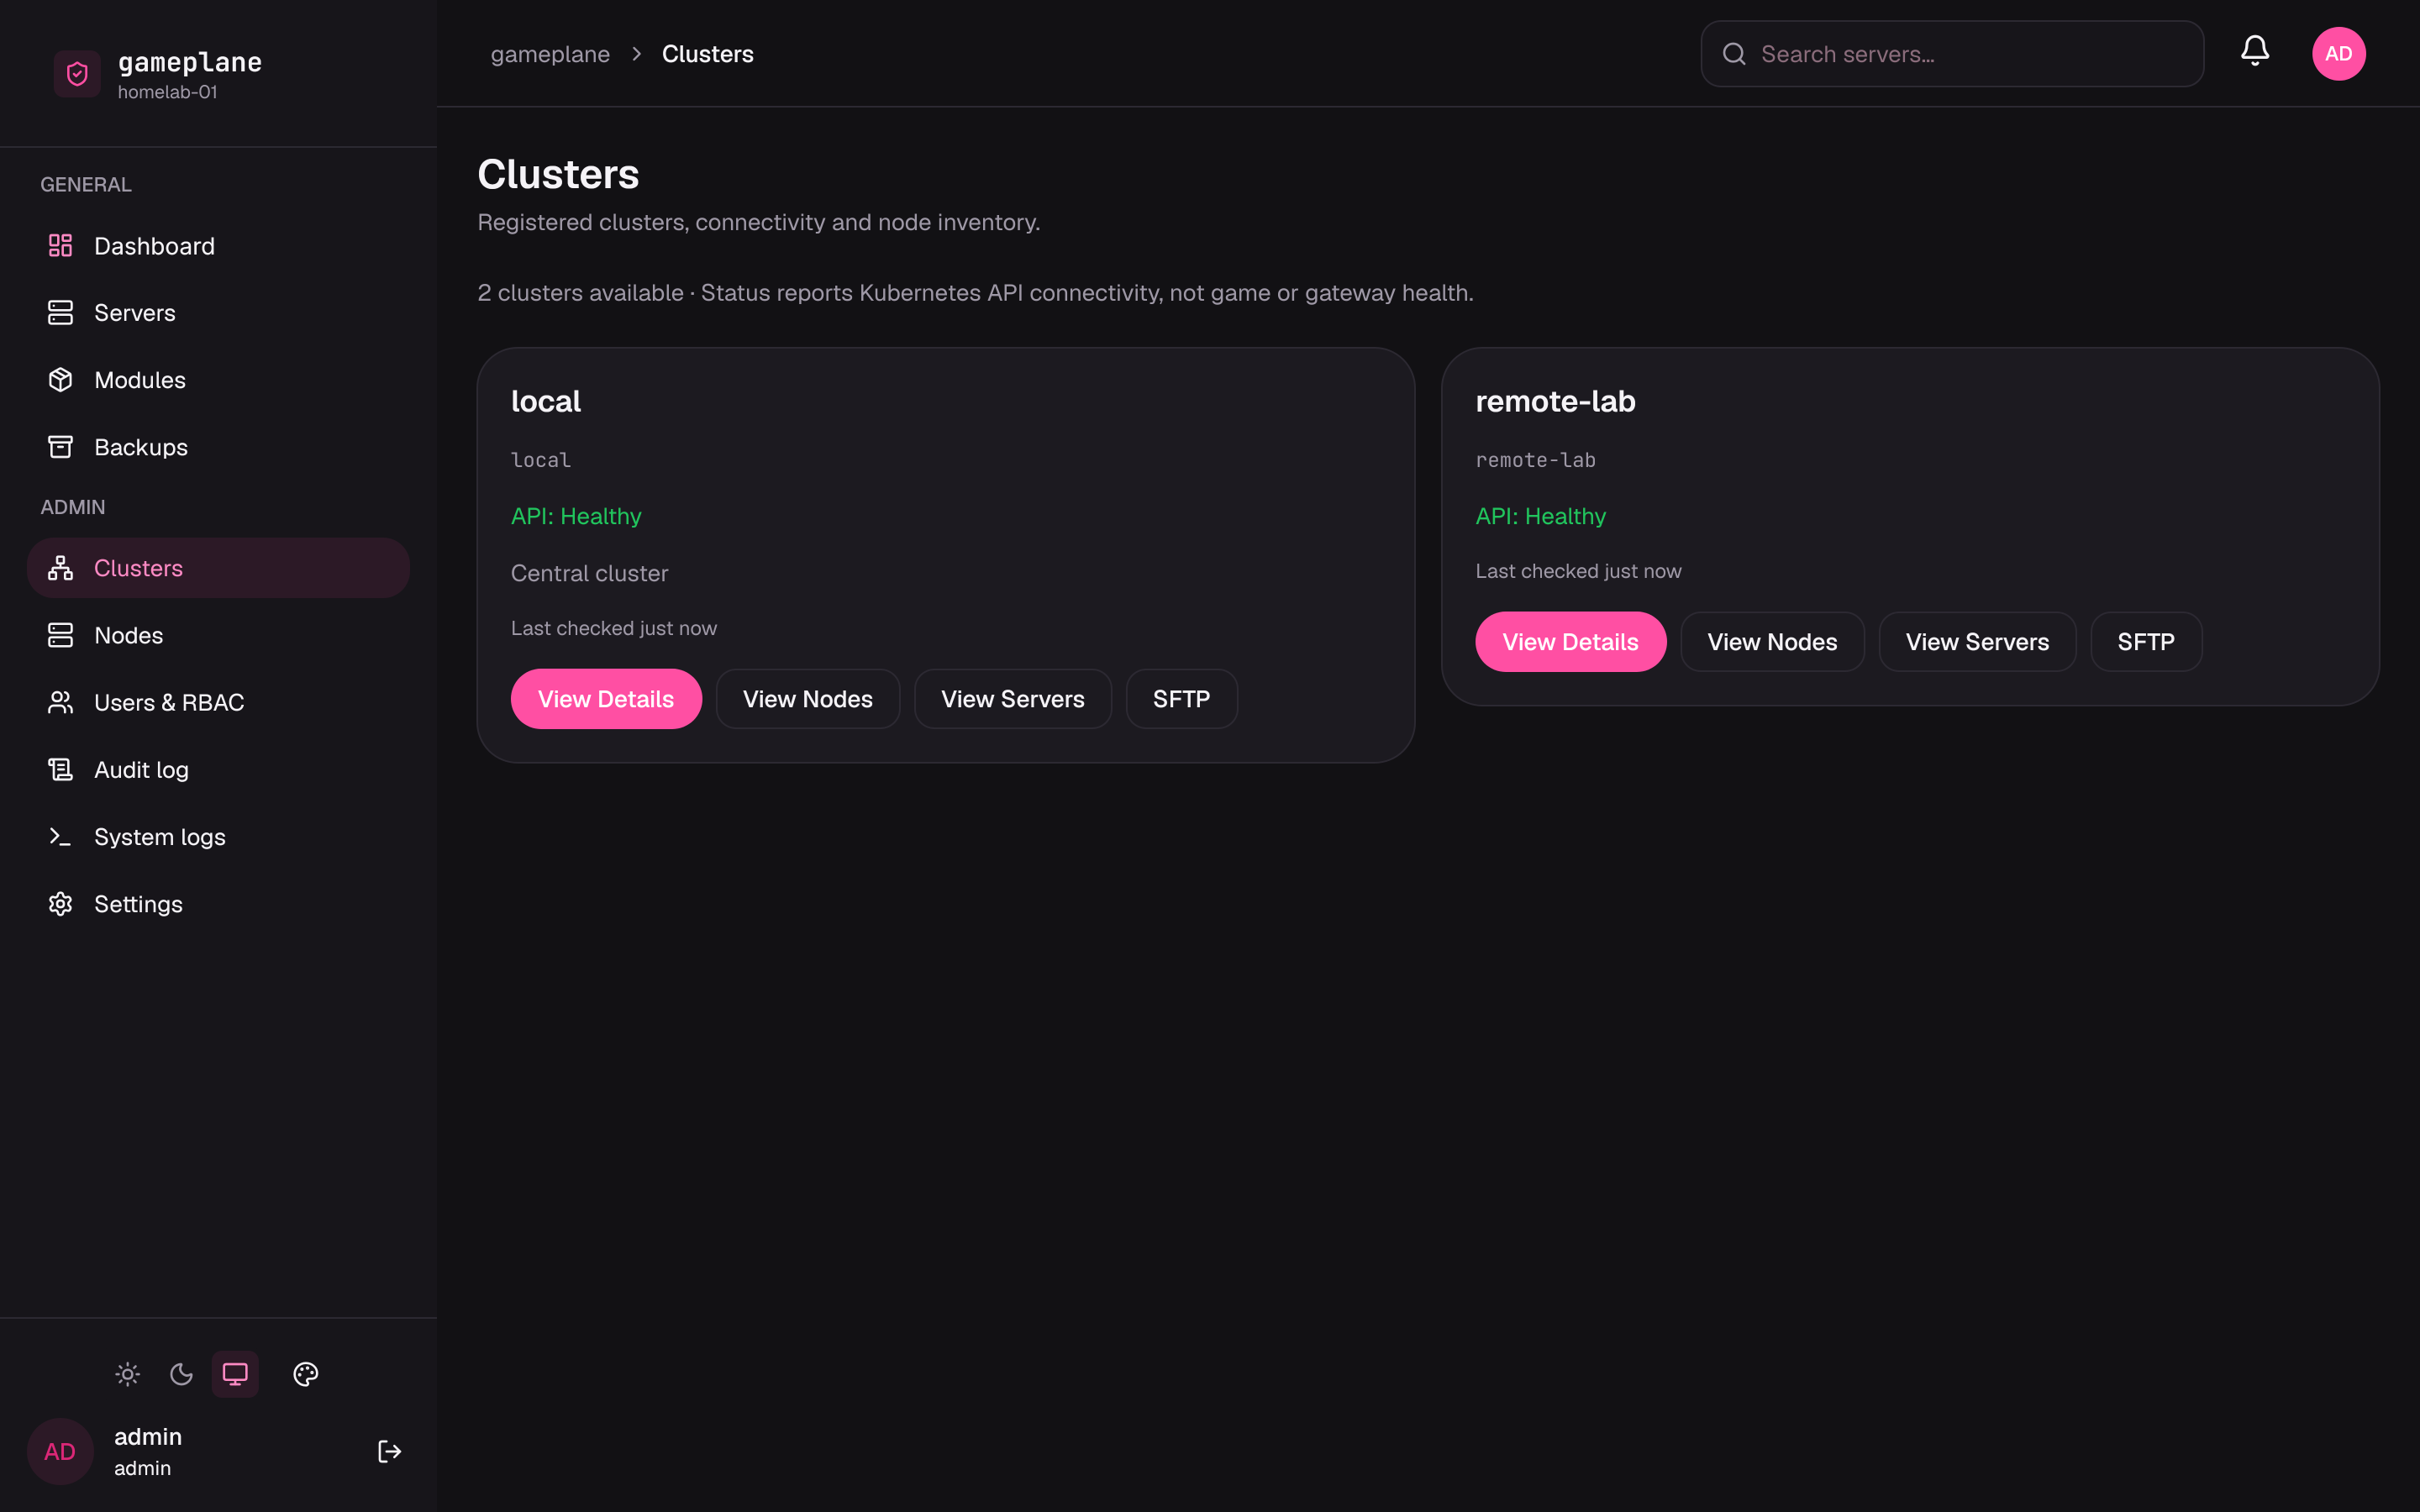 gameplane
homelab-01
GENERAL
Dashboard
Servers
Modules
Backups
ADMIN
Clusters
Nodes
Users & RBAC
Audit log
System logs
Settings
AD
admin
admin
gameplane > Clusters
Search servers...
AD
Clusters
Registered clusters, connectivity and node inventory.
2 clusters available · Status reports Kubernetes API connectivity, not game or gateway health.
local
local
API: Healthy
Central cluster
Last checked just now
View Details View Nodes View Servers SFTP
remote-lab
remote-lab
API: Healthy
Last checked just now
View Details View Nodes View Servers SFTP